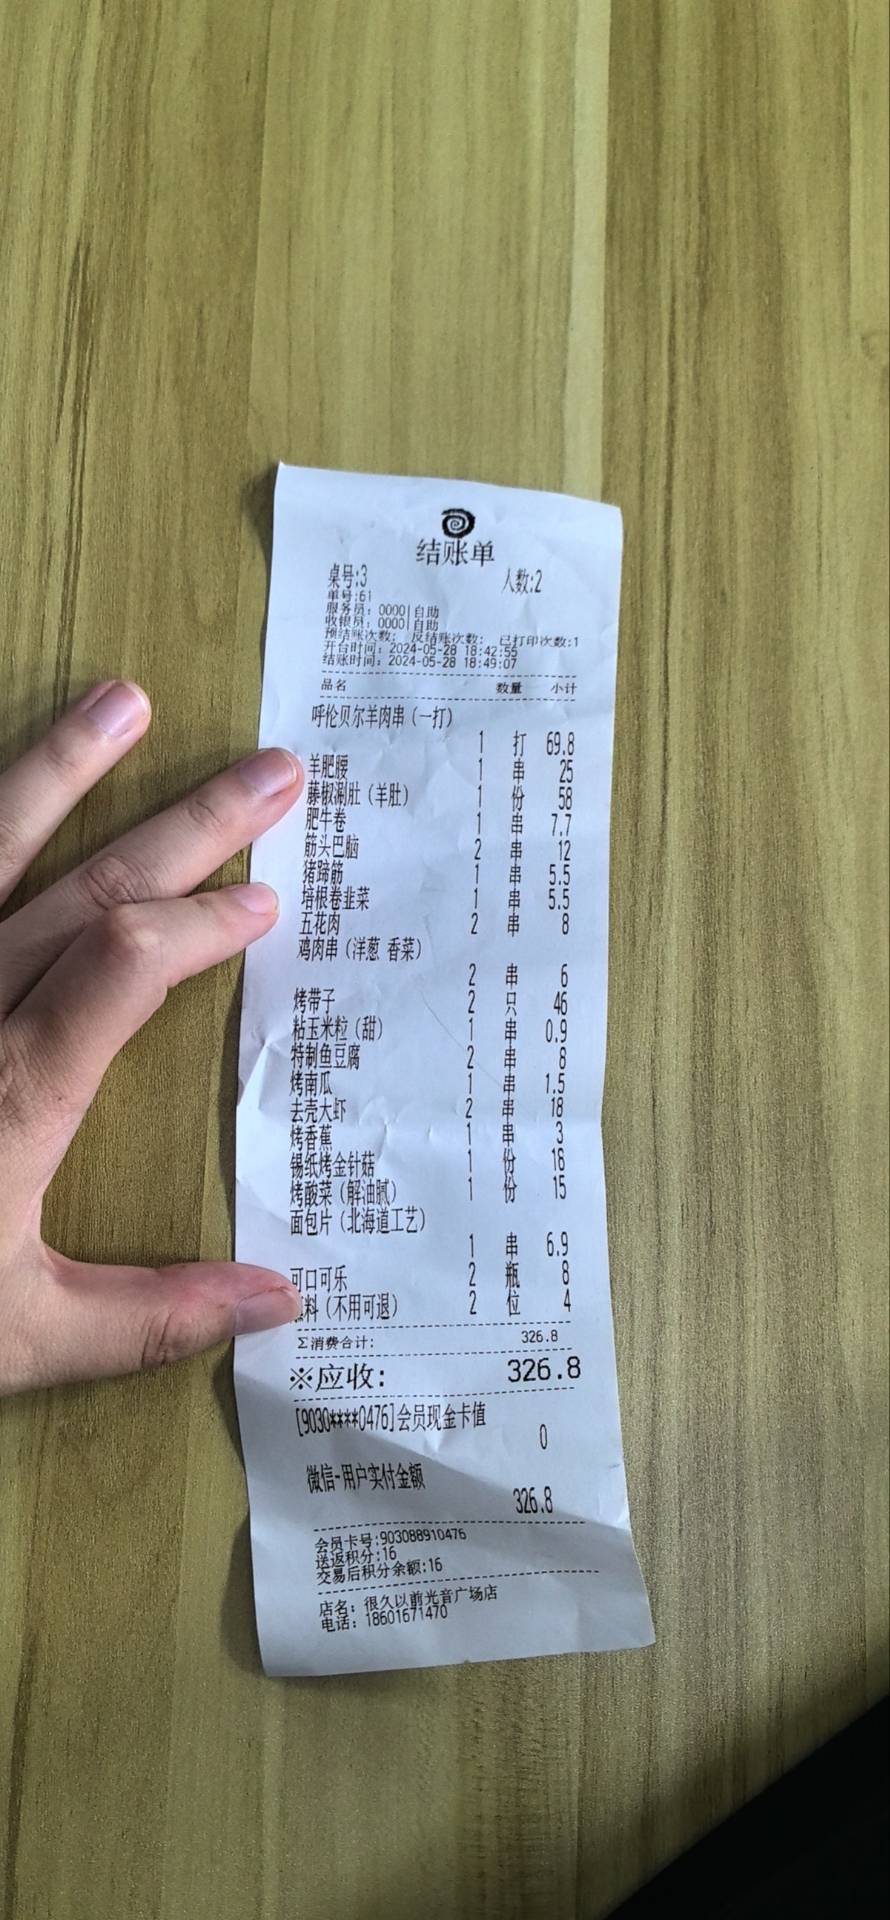 结账单
桌号:3 人数:2
单号:61
服务员: 0000|自助
收银员: 0000|自助
预结账次数: 反结账次数: 已打印次数:1
开台时间: 2024-05-28 18:42:55
结账时间: 2024-05-28 18:49:07
品名 数量 小计
呼伦贝尔羊肉串(一打)
1 打 69.8
羊肥腰 1 串 25
藤椒涮肚(羊肚) 1 份 58
肥牛卷 1 串 7.7
筋头巴脑 2 串 12
猪蹄筋 1 串 5.5
培根卷韭菜 1 串 5.5
五花肉 2 串 8
鸡肉串(洋葱 香菜)
2 串 6
烤带子 2 只 46
粘玉米粒(甜) 1 串 0.9
特制鱼豆腐 2 串 8
烤南瓜 1 串 1.5
去壳大虾 2 串 18
烤香蕉 1 串 3
锡纸烤金针菇 1 份 18
烤酸菜(解油腻) 1 份 15
面包片(北海道工艺)
1 串 6.9
可口可乐 2 瓶 8
料(不用可退) 2 位 4
Σ消费合计: 326.8
※应收: 326.8
[9030****0476]会员现金卡值
0
微信-用户实付金额
326.8
会员卡号:903088910476
送返积分:16
交易后积分余额:16
店名: 很久以前光音广场店
电话: 18601671470